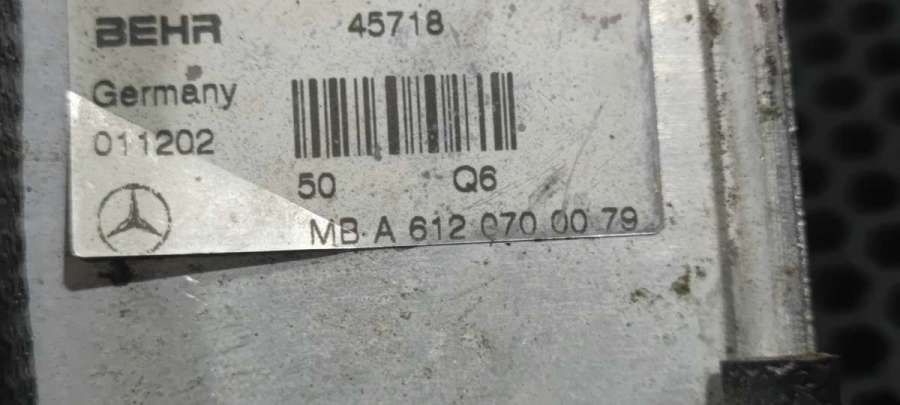 BEHR 45718
Germany
011202
50 Q6
MB A 612 070 00 79